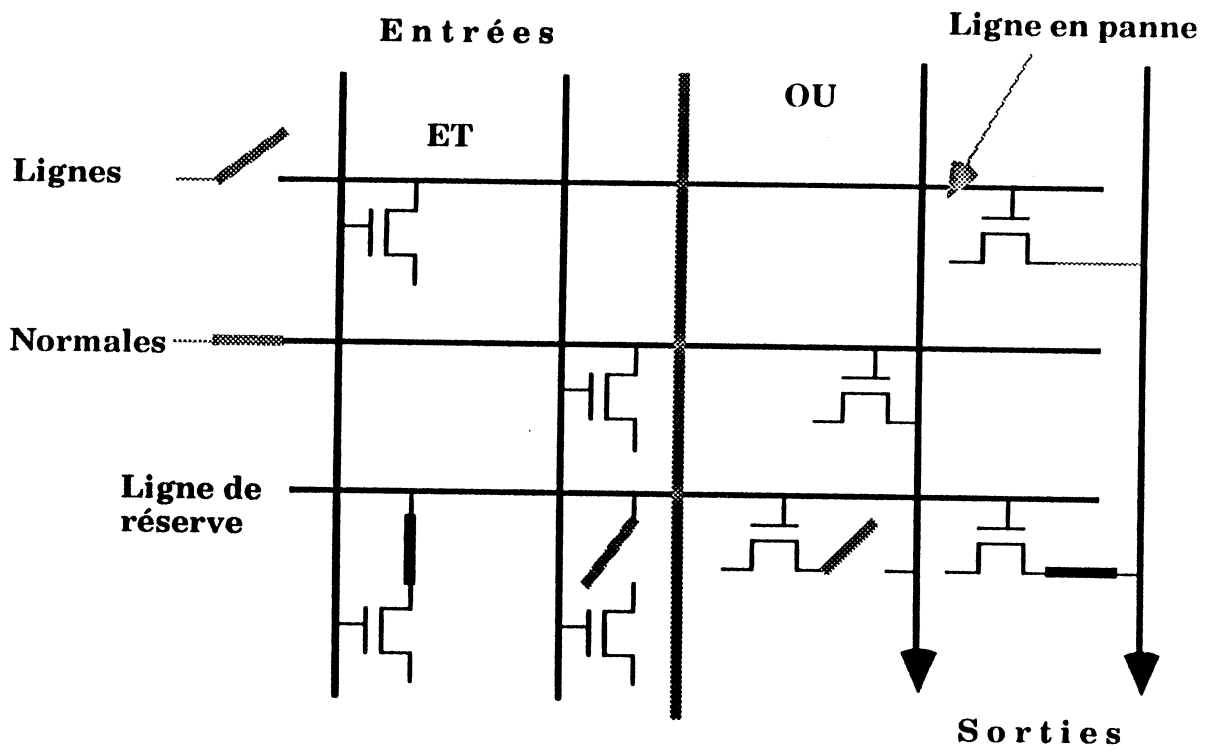 Entrées
Ligne en panne
OU
ET
Lignes
Normales
Ligne de
réserve
Sorties